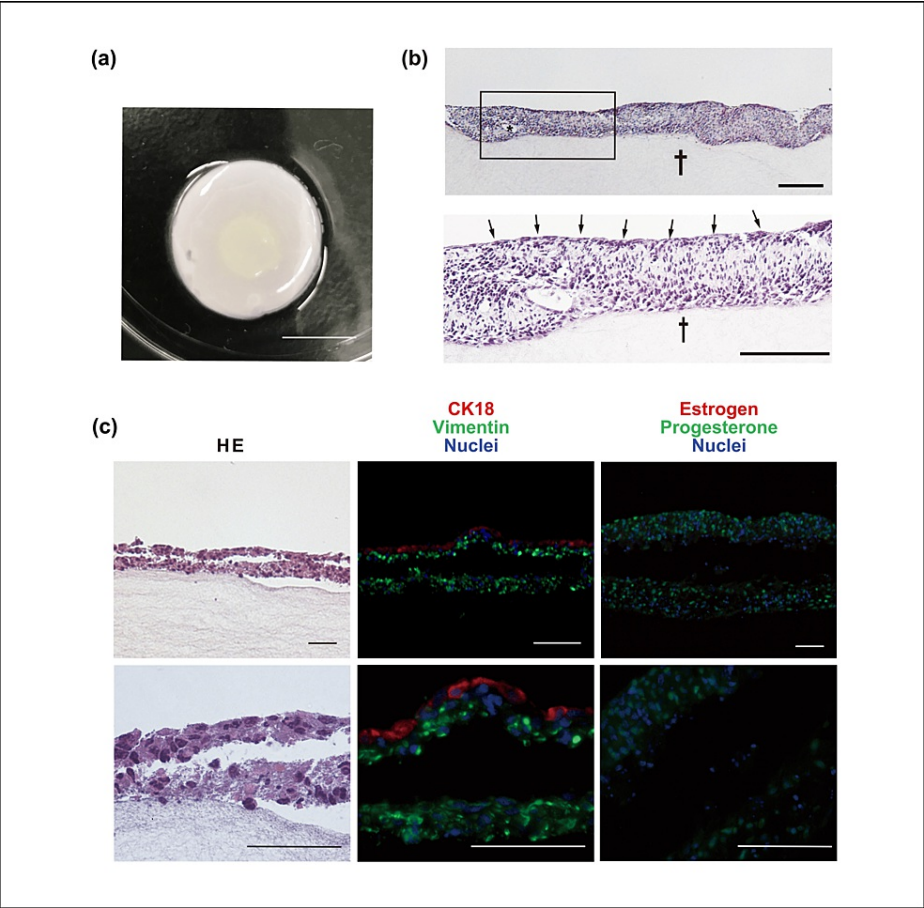 (a)
(b)
*
†
†
(c)
HE
CK18
Vimentin
Nuclei
Estrogen
Progesterone
Nuclei